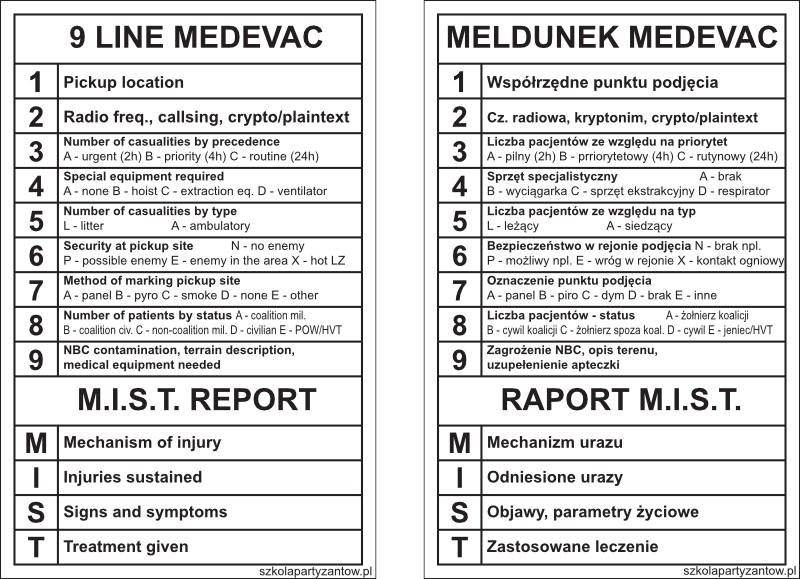 9 LINE MEDEVAC
1 Pickup location
2 Radio freq., callsing, crypto/plaintext
3 Number of casualities by precedence
A - urgent (2h) B - priority (4h) C - routine (24h)
4 Special equipment required
A - none B - hoist C - extraction eq. D - ventilator
5 Number of casualities by type
L - litter A - ambulatory
6 Security at pickup site N - no enemy
P - possible enemy E - enemy in the area X - hot LZ
7 Method of marking pickup site
A - panel B - pyro C - smoke D - none E - other
8 Number of patients by status A - coalition mil.
B - coalition civ. C - non-coalition mil. D - civilian E - POW/HVT
9 NBC contamination, terrain description,
medical equipment needed
M.I.S.T. REPORT
M Mechanism of injury
I Injuries sustained
S Signs and symptoms
T Treatment given
szkolapartyzantow.pl
MELDUNEK MEDEVAC
1 Współrzędne punktu podjęcia
2 Cz. radiowa, kryptonim, crypto/plaintext
3 Liczba pacjentów ze względu na priorytet
A - pilny (2h) B - prriorytetowy (4h) C - rutynowy (24h)
4 Sprzęt specjalistyczny A - brak
B - wyciągarka C - sprzęt ekstrakcyjny D - respirator
5 Liczba pacjentów ze względu na typ
L - leżący A - siedzący
6 Bezpieczeństwo w rejonie podjęcia N - brak npl.
P - możliwy npl. E - wróg w rejonie X - kontakt ogniowy
7 Oznaczenie punktu podjęcia
A - panel B - piro C - dym D - brak E - inne
8 Liczba pacjentów - status A - żołnierz koalicji
B - cywil koalicji C - żołnierz spoza koal. D - cywil E - jeniec/HVT
9 Zagrożenie NBC, opis terenu,
uzupełenienie apteczki
RAPORT M.I.S.T.
M Mechanizm urazu
I Odniesione urazy
S Objawy, parametry życiowe
T Zastosowane leczenie
szkolapartyzantow.pl